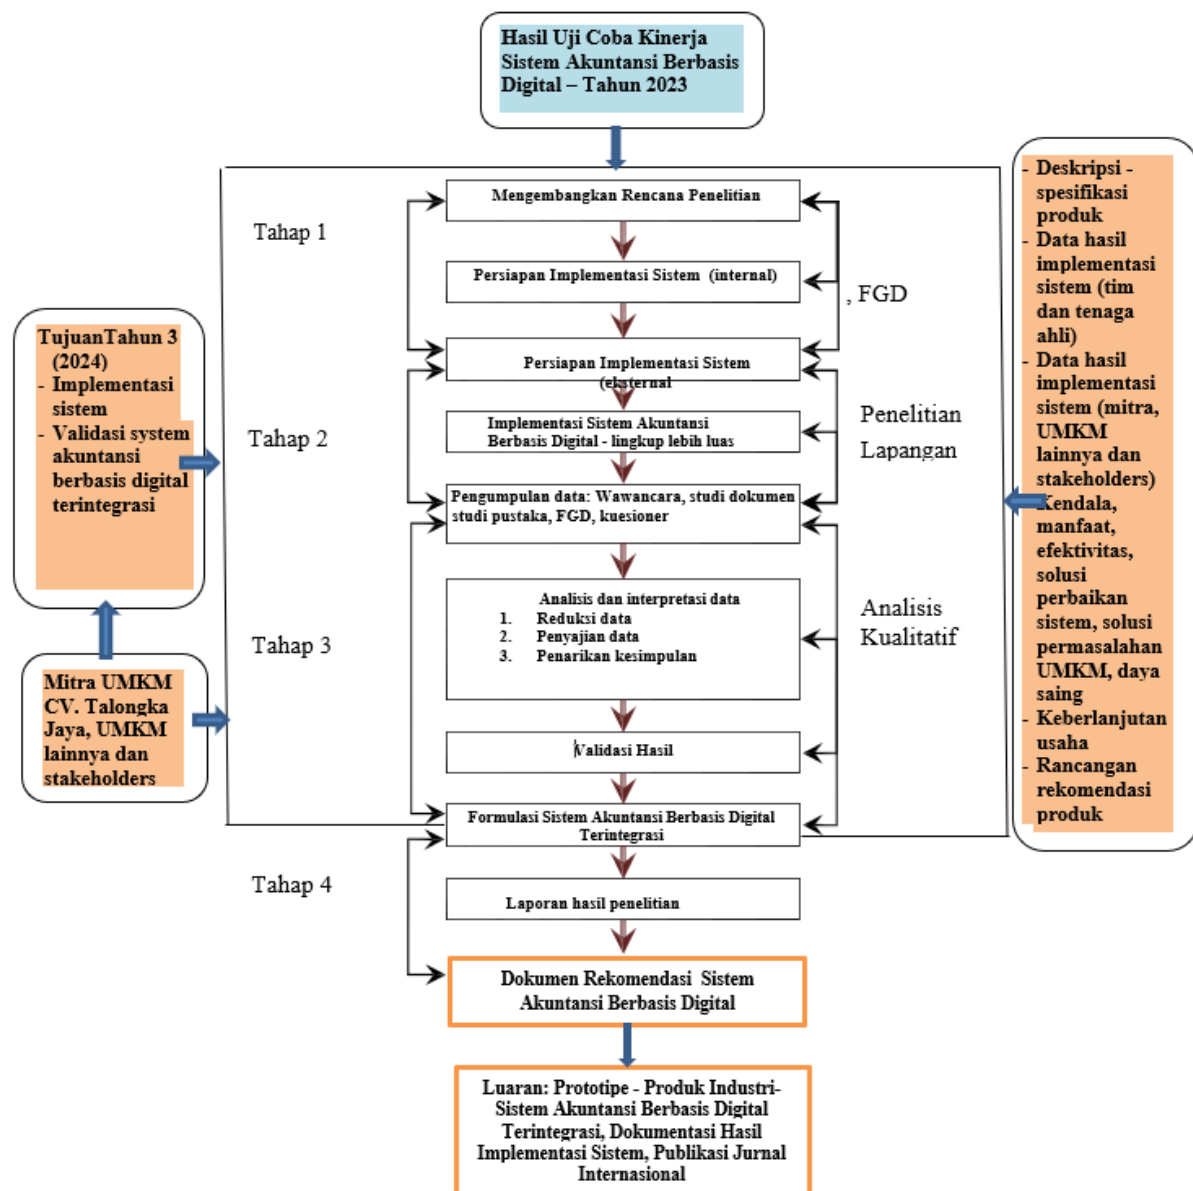 Hasil Uji Coba Kinerja
Sistem Akuntansi Berbasis
Digital – Tahun 2023
Tahap 1
Mengembangkan Rencana Penelitian
Persiapan Implementasi Sistem (internal)
, FGD
Persiapan Implementasi Sistem
(eksternal
Tahap 2
Implementasi Sistem Akuntansi
Berbasis Digital - lingkup lebih luas
Penelitian
Lapangan
Pengumpulan data: Wawancara, studi dokumen
studi pustaka, FGD, kuesioner
Tahap 3
Analisis dan interpretasi data
1. Reduksi data
2. Penyajian data
3. Penarikan kesimpulan
Analisis
Kualitatif
Validasi Hasil
Formulasi Sistem Akuntansi Berbasis Digital
Terintegrasi
Tahap 4
Laporan hasil penelitian
Dokumen Rekomendasi Sistem
Akuntansi Berbasis Digital
Luaran: Prototipe - Produk Industri-
Sistem Akuntansi Berbasis Digital
Terintegrasi, Dokumentasi Hasil
Implementasi Sistem, Publikasi Jurnal
Internasional
TujuanTahun 3
(2024)
- Implementasi
sistem
- Validasi system
akuntansi
berbasis digital
terintegrasi
Mitra UMKM
CV. Talongka
Jaya, UMKM
lainnya dan
stakeholders
- Deskripsi -
spesifikasi
produk
- Data hasil
implementasi
sistem (tim
dan tenaga
ahli)
- Data hasil
implementasi
sistem (mitra,
UMKM
lainnya dan
stakeholders)
- Kendala,
manfaat,
efektivitas,
solusi
perbaikan
sistem, solusi
permasalahan
UMKM, daya
saing
- Keberlanjutan
usaha
- Rancangan
rekomendasi
produk